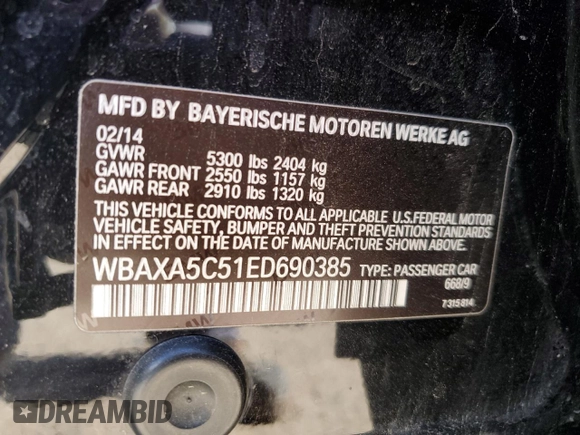 MFD BY BAYERISCHE MOTOREN WERKE AG
02/14
GVWR 5300 lbs 2404 kg
GAWR FRONT 2550 lbs 1157 kg
GAWR REAR 2910 lbs 1320 kg
THIS VEHICLE CONFORMS TO ALL APPLICABLE U.S.FEDERAL MOTOR
VEHICLE SAFETY, BUMPER AND THEFT PREVENTION STANDARDS
IN EFFECT ON THE DATE OF MANUFACTURE SHOWN ABOVE.
WBAXA5C51ED690385 TYPE: PASSENGER CAR
668/9
7 315 814
DREAMBID